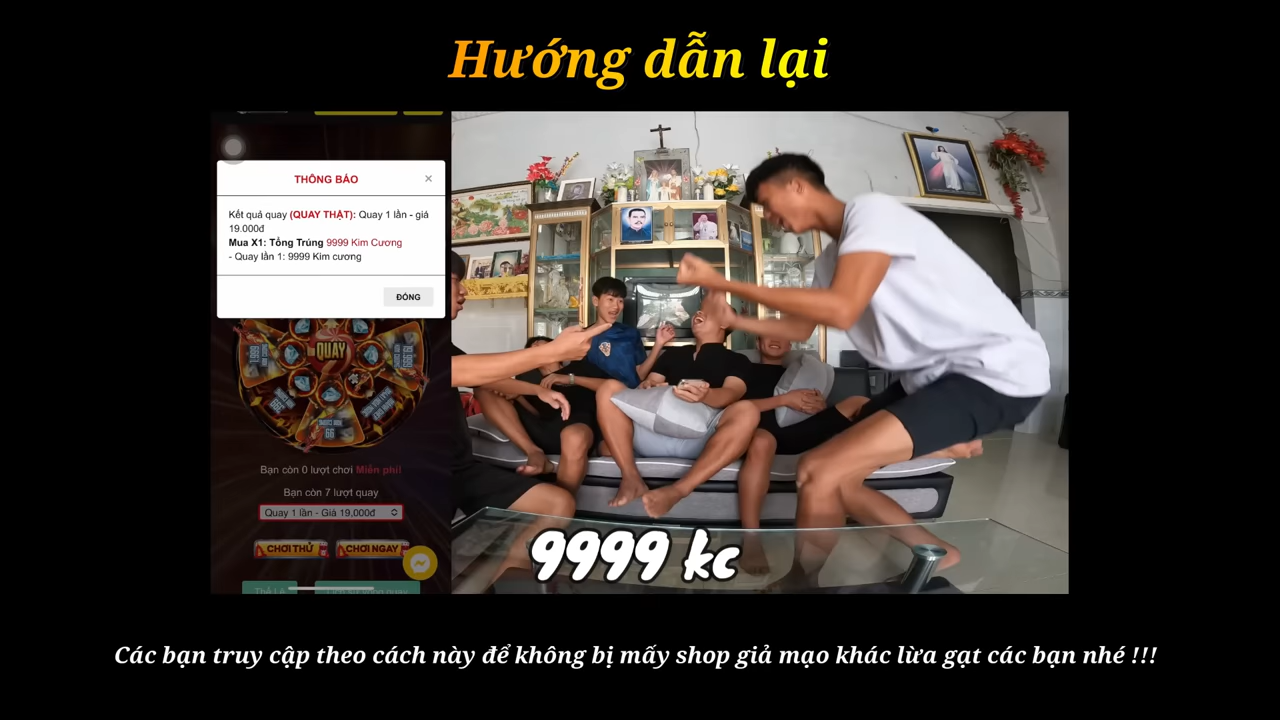 Hướng dẫn lại
THÔNG BÁO
×
Kết quả quay (QUAY THẬT): Quay 1 lần - giá
19.000đ
Mua X1: Tổng Trúng 9999 Kim Cương
- Quay lần 1: 9999 Kim cương
ĐÓNG
QUAY
Bạn còn 0 lượt chơi Miễn phí!
Bạn còn 7 lượt quay
Quay 1 lần - Giá 19,000đ
CHƠI THỬ
CHƠI NGAY
Thể Lệ
9999 kc
Các bạn truy cập theo cách này để không bị mấy shop giả mạo khác lừa gạt các bạn nhé !!!